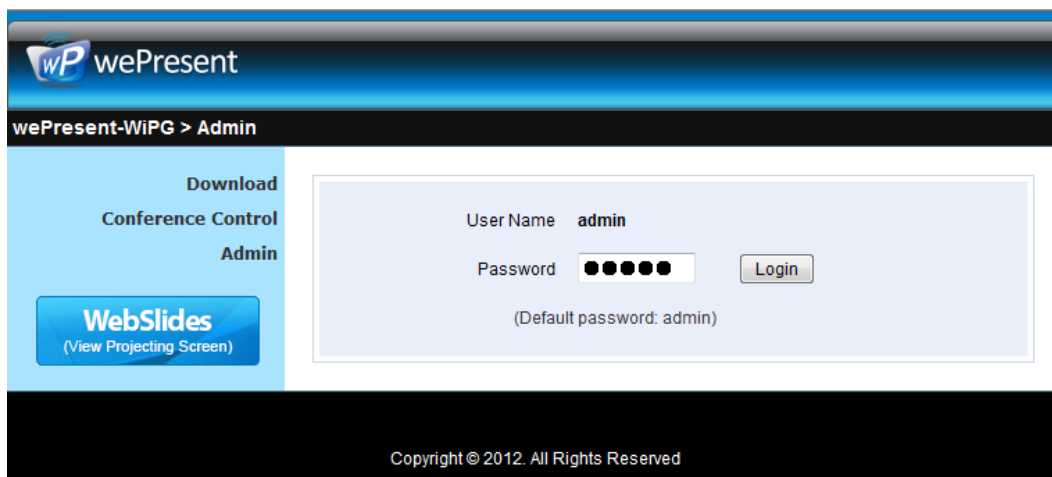 wP wePresent
wePresent-WiPG > Admin
Download
Conference Control
Admin
WebSlides
(View Projecting Screen)
User Name admin
Password ●●●●● Login
(Default password: admin)
Copyright © 2012. All Rights Reserved